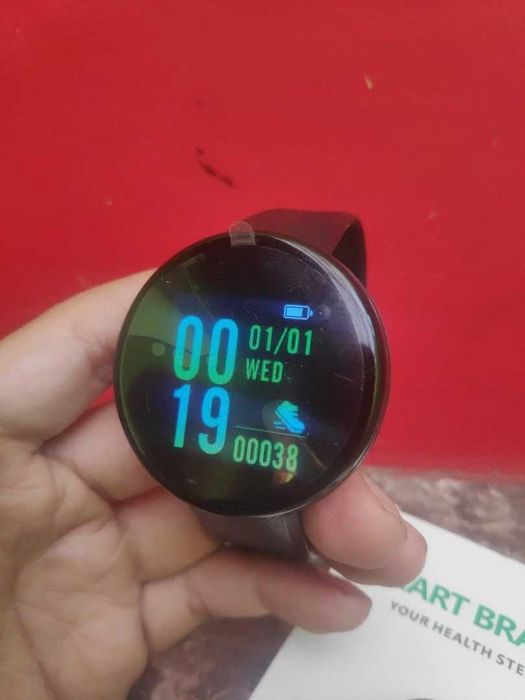 00
01/01
WED
19
00038
ART BRA
YOUR HEALTH STE